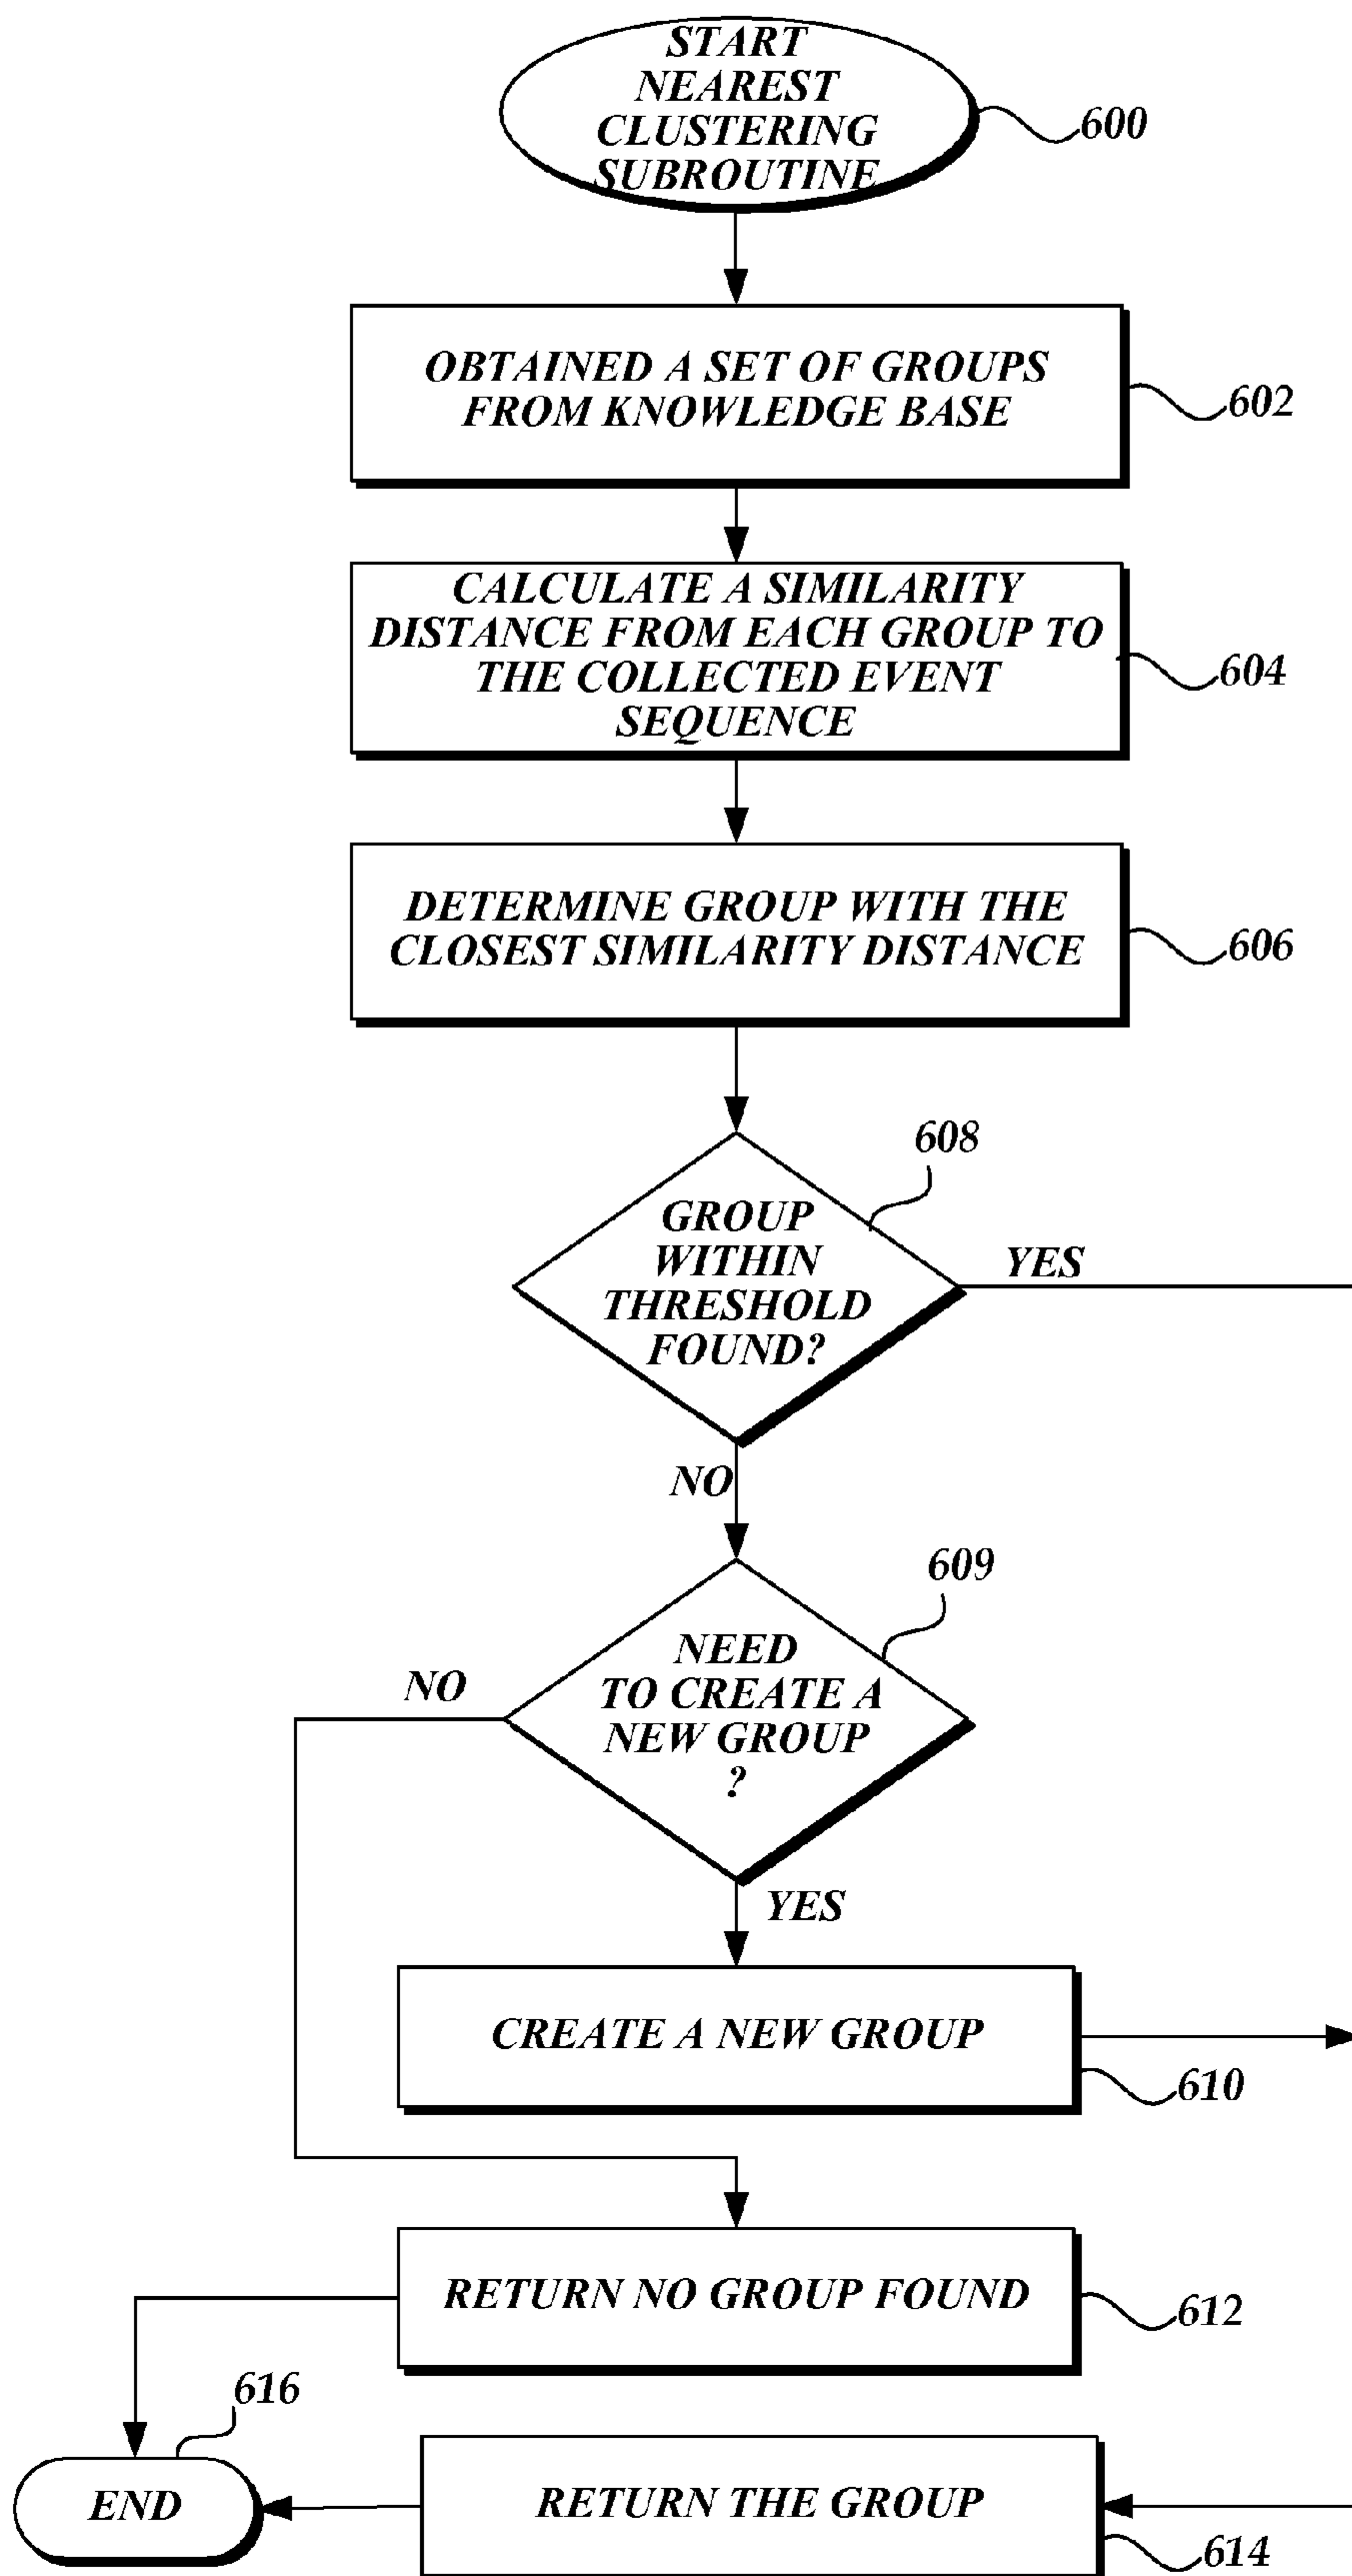 START
NEAREST
CLUSTERING
SUBROUTINE
600
OBTAINED A SET OF GROUPS
FROM KNOWLEDGE BASE
602
CALCULATE A SIMILARITY
DISTANCE FROM EACH GROUP TO
THE COLLECTED EVENT
SEQUENCE
604
DETERMINE GROUP WITH THE
CLOSEST SIMILARITY DISTANCE
606
608
GROUP
WITHIN
THRESHOLD
FOUND?
YES
NO
609
NEED
TO CREATE A
NEW GROUP
?
NO
YES
CREATE A NEW GROUP
610
RETURN NO GROUP FOUND
612
616
END
RETURN THE GROUP
614